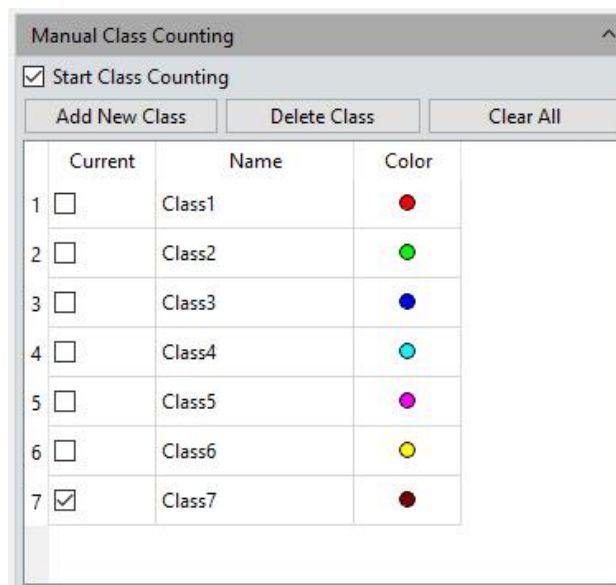 Manual Class Counting
Start Class Counting
Add New Class Delete Class Clear All
Current Name Color
1 Class1
2 Class2
3 Class3
4 Class4
5 Class5
6 Class6
7 Class7